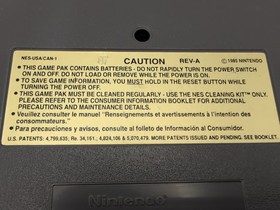 NES-USA/CAN-1
CAUTION REV-A © 1985 NINTENDO
• THIS GAME PAK CONTAINS BATTERIES - DO NOT RAPIDLY TURN THE POWER SWITCH
ON AND OFF. DO NOT LOAD OR REMOVE WHILE THE POWER IS ON.
• TO SAVE GAME INFORMATION, YOU MUST HOLD IN THE RESET BUTTON WHILE
TURNING THE POWER OFF.
• THIS GAME PAK MUST BE CLEANED REGULARLY - USE THE NES CLEANING KIT™ ONLY.
PLEASE REFER TO THE CONSUMER INFORMATION BOOKLET FOR ADDITIONAL
PRECAUTIONS AND MAINTENANCE DETAILS.
• Veuillez consulter le manuel "Renseignements et avertissements à l'intention des
consommateurs."
• Para precauciones y avisos, consulte al folleto de Información al Consumidor.
U.S. PATENTS: 4,799,635; Re. 34,161; 4,824,106 & 5,070,479. MORE PATENTS ISSUED AND PENDING. SEE BOOKLET.
Nintendo